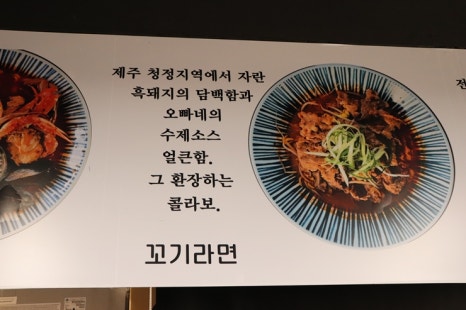 제주 청정지역에서 자란
흑돼지의 담백함과
오빠네의
수제소스
얼큰함.
그 환장하는
콜라보.
꼬기라면
전